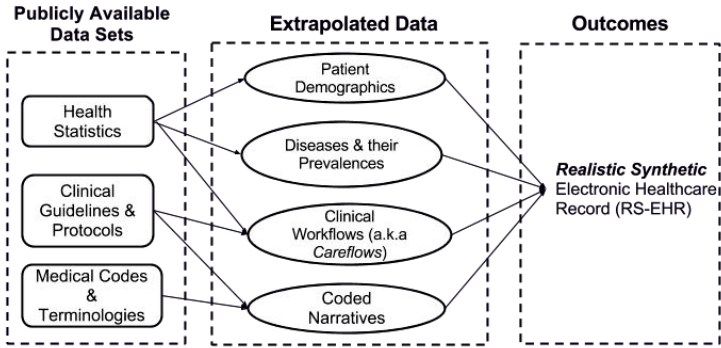 Publicly Available
Data Sets
Health
Statistics
Clinical
Guidelines &
Protocols
Medical Codes
&
Terminologies
Extrapolated Data
Patient
Demographics
Diseases & their
Prevalences
Clinical
Workflows (a.k.a
Careflows)
Coded
Narratives
Outcomes
Realistic Synthetic
Electronic Healthcare
Record (RS-EHR)